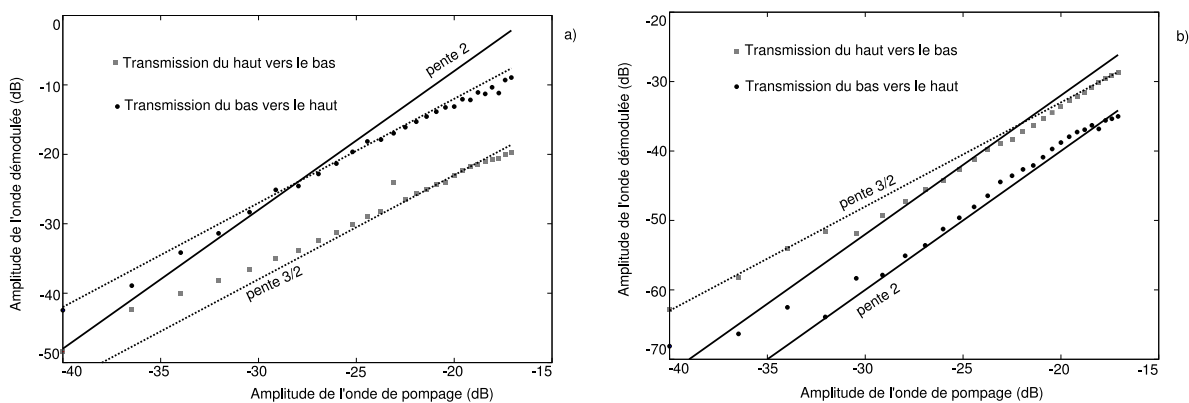 a)
Transmission du haut vers le bas
Transmission du bas vers le haut
pente 2
pente 3/2
Amplitude de l'onde démodulée (dB)
0
-10
-20
-30
-40
-50
-40
-35
-30
-25
-20
-15
Amplitude de l'onde de pompage (dB)
b)
Transmission du haut vers le bas
Transmission du bas vers le haut
pente 3/2
pente 2
Amplitude de l'onde démodulée (dB)
-20
-30
-40
-50
-60
-70
-40
-35
-30
-25
-20
-15
Amplitude de l'onde de pompage (dB)